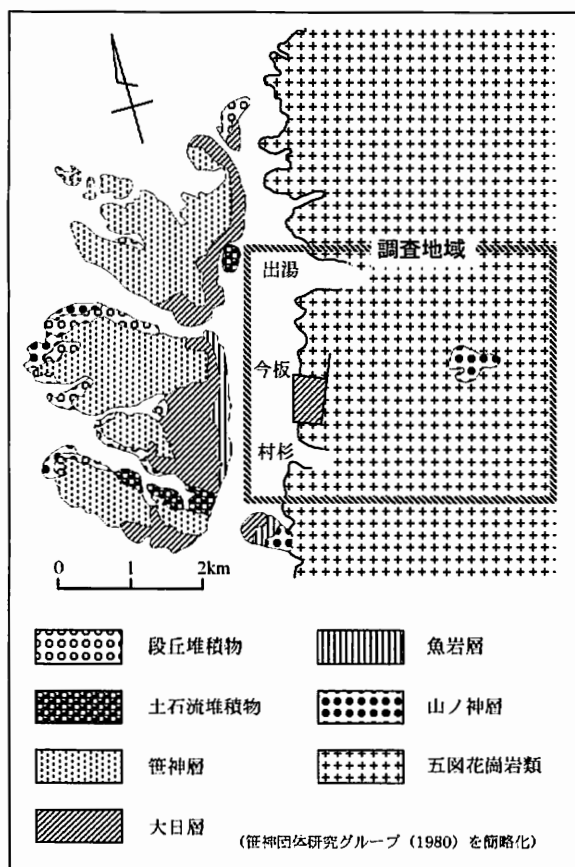 調査地域
出湯
今板
村杉
0 1 2km
段丘堆積物
魚岩層
土石流堆積物
山ノ神層
笹神層
五図花崗岩類
大日層
(笹神団体研究グループ (1980) を簡略化)